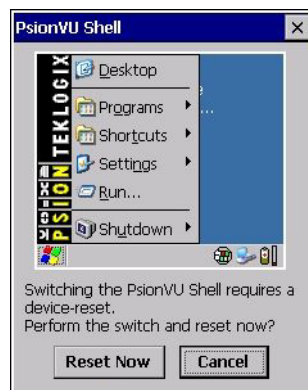 PsionVU Shell
PSION TEKLOGIX
Desktop
Programs
Shortcuts
Settings
Run...
Shutdown
Switching the PsionVU Shell requires a
device-reset.
Perform the switch and reset now?
Reset Now
Cancel